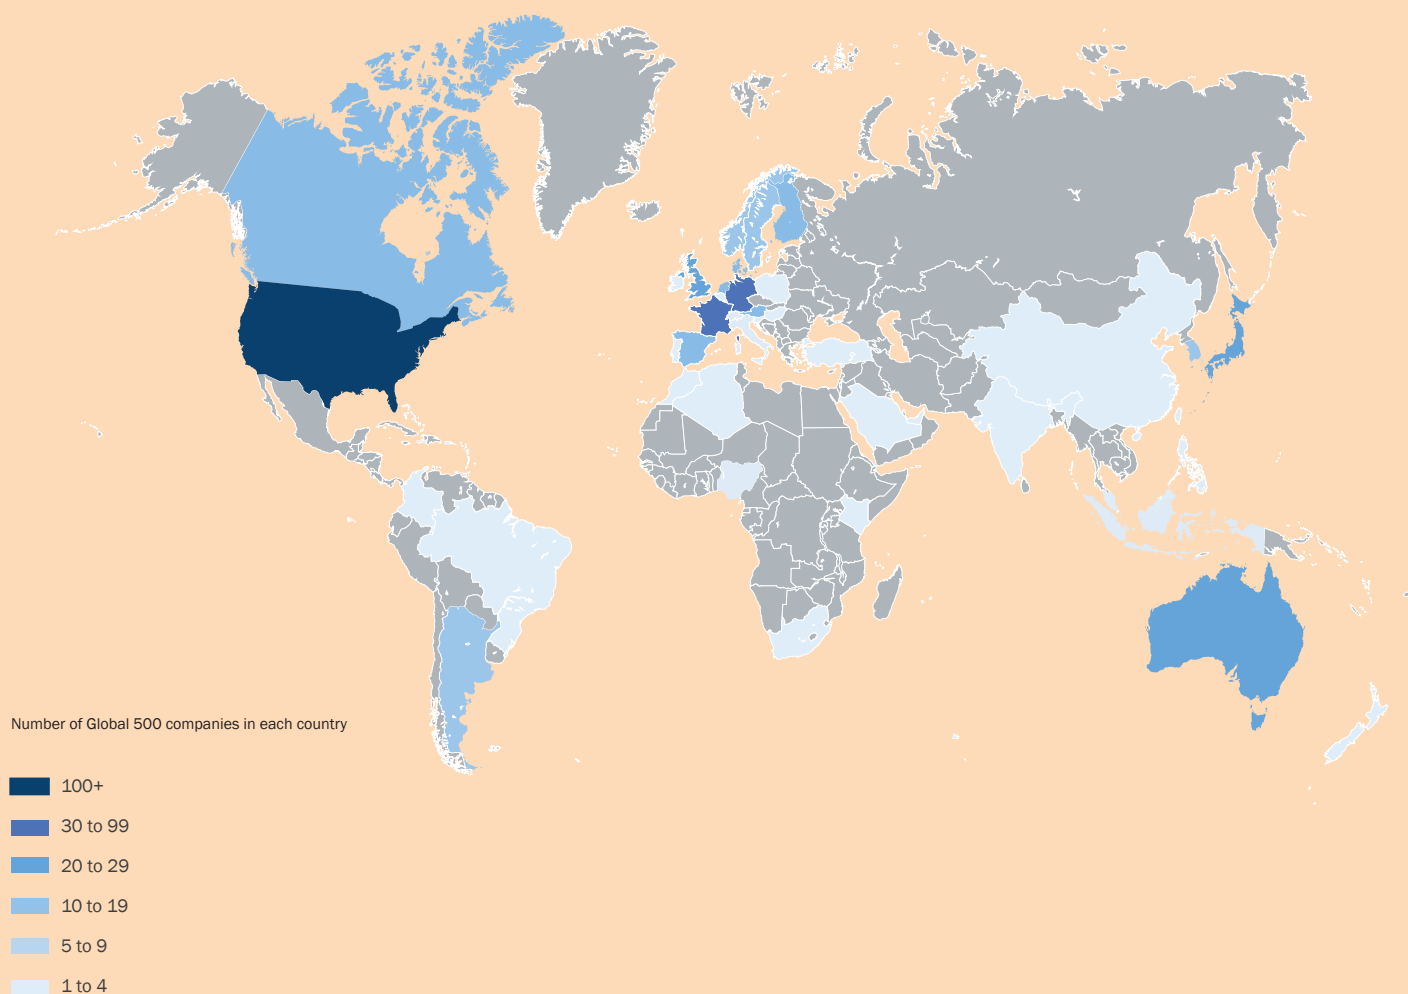 Number of Global 500 companies in each country
100+
30 to 99
20 to 29
10 to 19
5 to 9
1 to 4